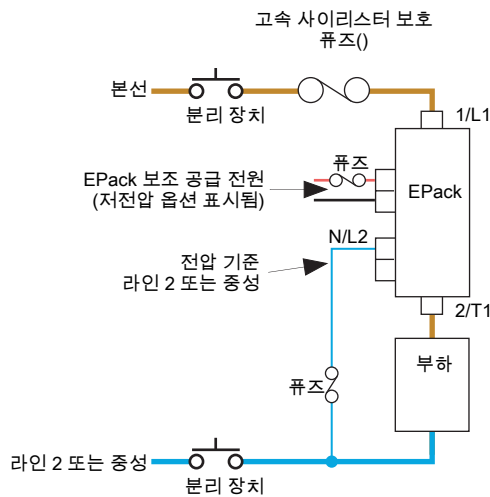 고속 사이리스터 보호
퓨즈()
본선
분리 장치
1/L1
퓨즈
EPack 보조 공급 전원
(저전압 옵션 표시됨)
EPack
N/L2
전압 기준
라인 2 또는 중성
2/T1
부하
퓨즈
라인 2 또는 중성
분리 장치